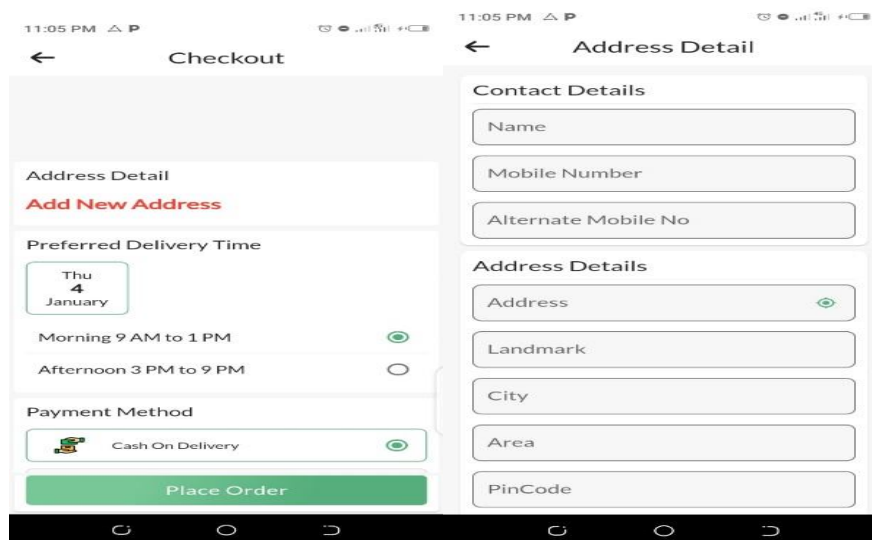 11:05 PM
Checkout
Address Detail
Add New Address
Preferred Delivery Time
Thu
4
January
Morning 9 AM to 1 PM
Afternoon 3 PM to 9 PM
Payment Method
Cash On Delivery
Place Order
11:05 PM
Address Detail
Contact Details
Name
Mobile Number
Alternate Mobile No
Address Details
Address
Landmark
City
Area
PinCode